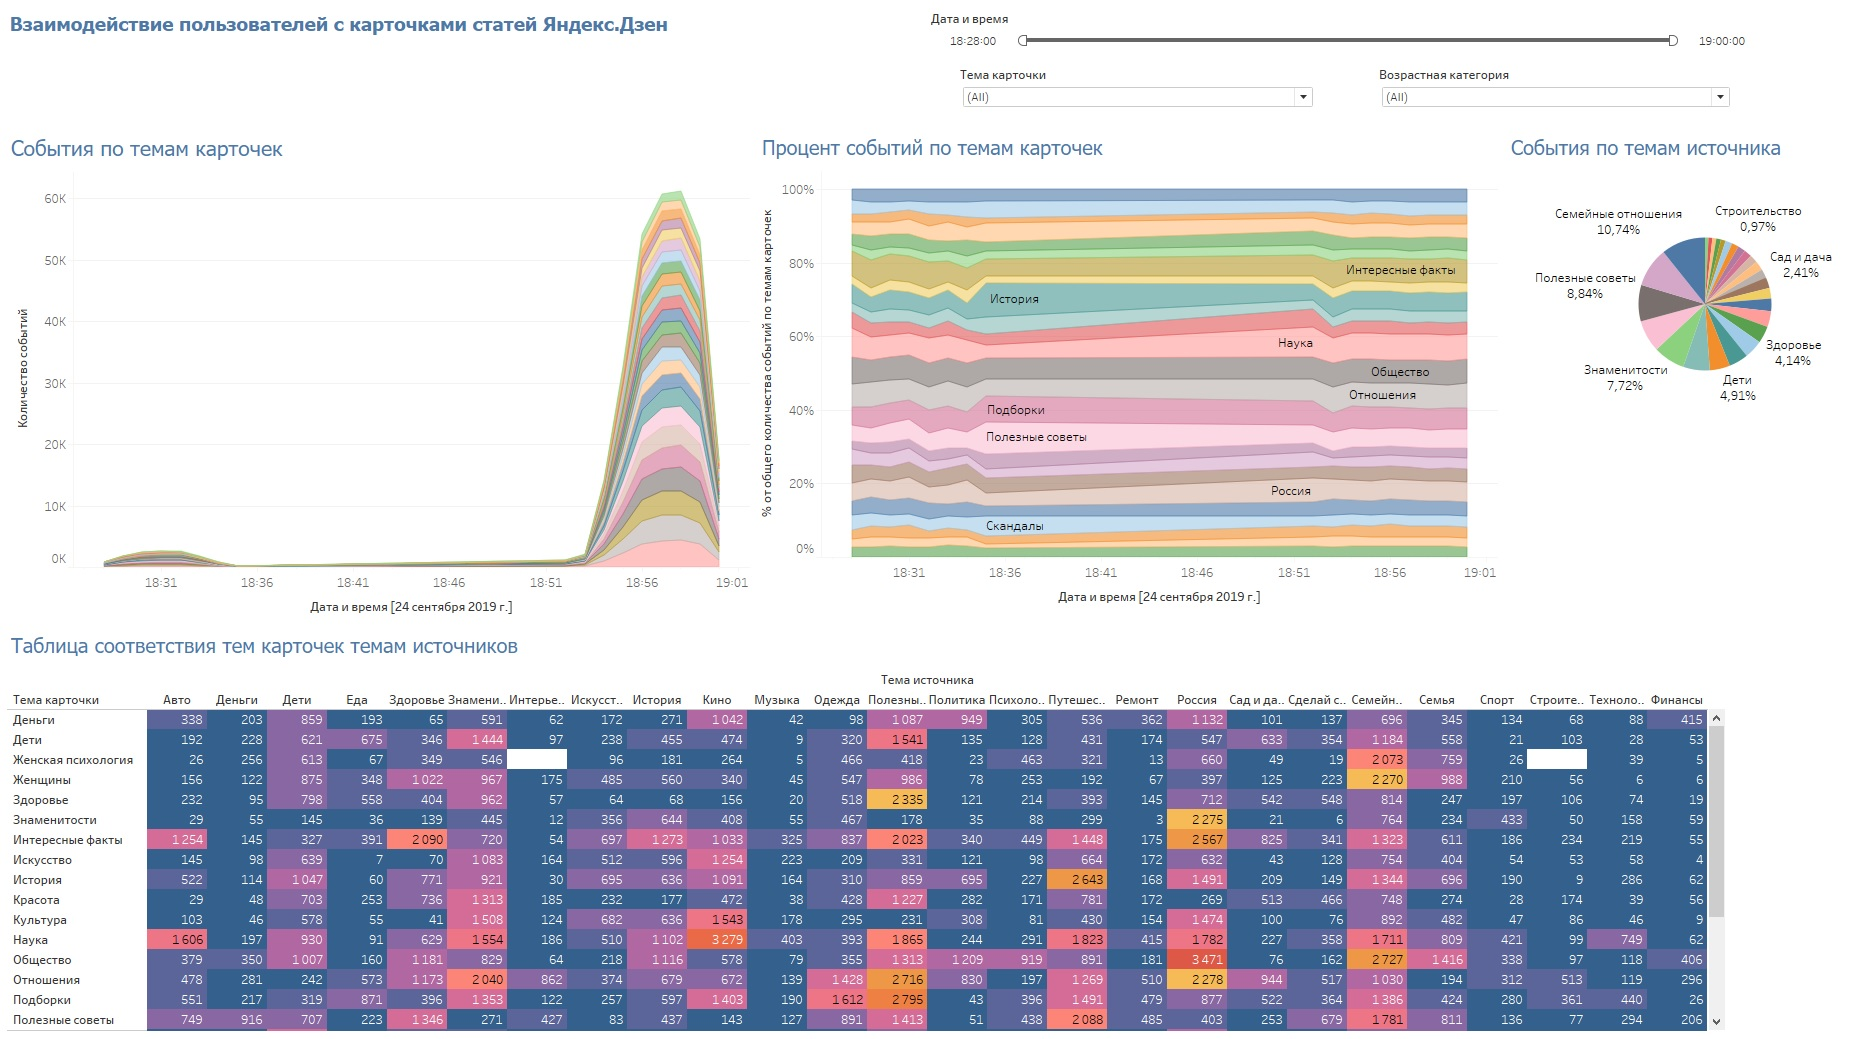 Взаимодействие пользователей с карточками статей Яндекс.Дзен
Дата и время
18:28:00 19:00:00
Тема карточки Возрастная категория
(All) (All)
События по темам карточек
Количество событий
60K
50K
40K
30K
20K
10K
0K
18:31 18:36 18:41 18:46 18:51 18:56 19:01
Дата и время [24 сентября 2019 г.]
Процент событий по темам карточек
% от общего количества событий по темам карточек
100%
80%
60%
40%
20%
0%
Интересные факты
История
Наука
Общество
Отношения
Подборки
Полезные советы
Россия
Скандалы
18:31 18:36 18:41 18:46 18:51 18:56 19:01
Дата и время [24 сентября 2019 г.]
События по темам источника
Семейные отношения
10,74%
Строительство
0,97%
Сад и дача
2,41%
Полезные советы
8,84%
Здоровье
4,14%
Знаменитости
7,72%
Дети
4,91%
Таблица соответствия тем карточек темам источников
Тема источника
Тема карточки Авто Деньги Дети Еда Здоровье Знамени.. Интерье.. Искусст.. История Кино Музыка Одежда Полезны.. Политика Психоло.. Путешес.. Ремонт Россия Сад и да.. Сделай с.. Семейн.. Семья Спорт Строите.. Техноло.. Финансы
Деньги 338 203 859 193 65 591 62 172 271 1 042 42 98 1 087 949 305 536 362 1 132 101 137 696 345 134 68 88 415
Дети 192 228 621 675 346 1 444 97 238 455 474 9 320 1 541 135 128 431 174 547 633 354 1 184 558 21 103 28 53
Женская психология 26 256 613 67 349 546 96 181 264 5 466 418 23 463 321 13 660 49 19 2 073 759 26 39 5
Женщины 156 122 875 348 1 022 967 175 485 560 340 45 547 986 78 253 192 67 397 125 223 2 270 988 210 56 6 6
Здоровье 232 95 798 558 404 962 57 64 68 156 20 518 2 335 121 214 393 145 712 542 548 814 247 197 106 74 19
Знаменитости 29 55 145 36 139 445 12 356 644 408 55 467 178 35 88 299 3 2 275 21 6 764 234 433 50 158 59
Интересные факты 1 254 145 327 391 2 090 720 54 697 1 273 1 033 325 837 2 023 340 449 1 448 175 2 567 825 341 1 323 611 186 234 219 55
Искусство 145 98 639 7 70 1 083 164 512 596 1 254 223 209 331 121 98 664 172 632 43 128 754 404 54 53 58 4
История 522 114 1 047 60 771 921 30 695 636 1 091 164 310 859 695 227 2 643 168 1 491 209 149 1 344 696 190 9 286 62
Красота 29 48 703 253 736 1 313 185 232 177 472 38 428 1 227 282 171 781 172 269 513 466 748 274 28 174 39 56
Культура 103 46 578 55 41 1 508 124 682 636 1 543 178 295 231 308 81 430 154 1 474 100 76 892 482 47 86 46 9
Наука 1 606 197 930 91 629 1 554 186 510 1 102 3 279 403 393 1 865 244 291 1 823 415 1 782 227 358 1 711 809 421 99 749 62
Общество 379 350 1 007 160 1 181 829 64 218 1 116 578 79 355 1 313 1 209 919 891 181 3 471 76 162 2 727 1 416 338 97 118 406
Отношения 478 281 242 573 1 173 2 040 862 374 679 672 139 1 428 2 716 830 197 1 269 510 2 278 944 517 1 030 194 312 513 119 296
Подборки 551 217 319 871 396 1 353 122 257 597 1 403 190 1 612 2 795 43 396 1 491 479 877 522 364 1 386 424 280 361 440 26
Полезные советы 749 916 707 223 1 346 271 427 83 437 143 127 891 1 413 51 438 2 088 485 403 253 679 1 781 811 136 77 294 206